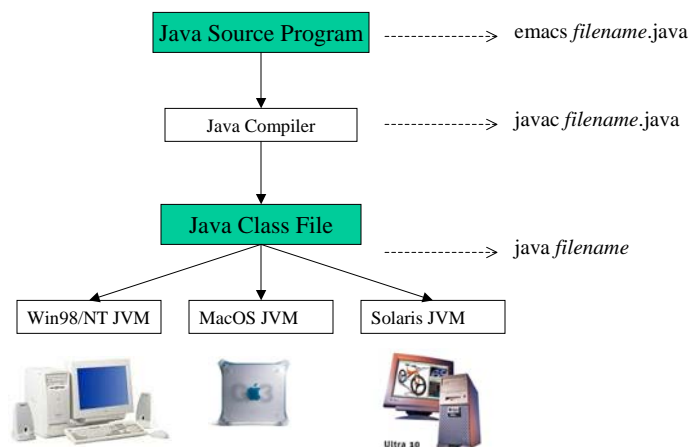 Java Source Program
emacs filename.java
Java Compiler
javac filename.java
Java Class File
java filename
Win98/NT JVM
MacOS JVM
Solaris JVM
Ultra 10